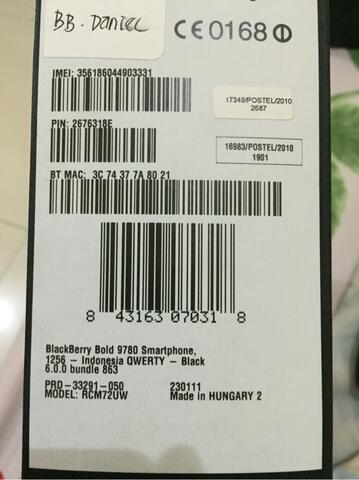 BB. Daniel
CE0168
IMEI: 356186044903331
17349/POSTEL/2010
2687
PIN: 2676318E
16983/POSTEL/2010
1901
BT MAC: 3C 74 37 7A 80 21
8 43163 07031 8
BlackBerry Bold 9780 Smartphone,
1256 - Indonesia QWERTY - Black
6.0.0 bundle 863
PRD-33291-050 230111
MODEL: RCM72UW Made in HUNGARY 2